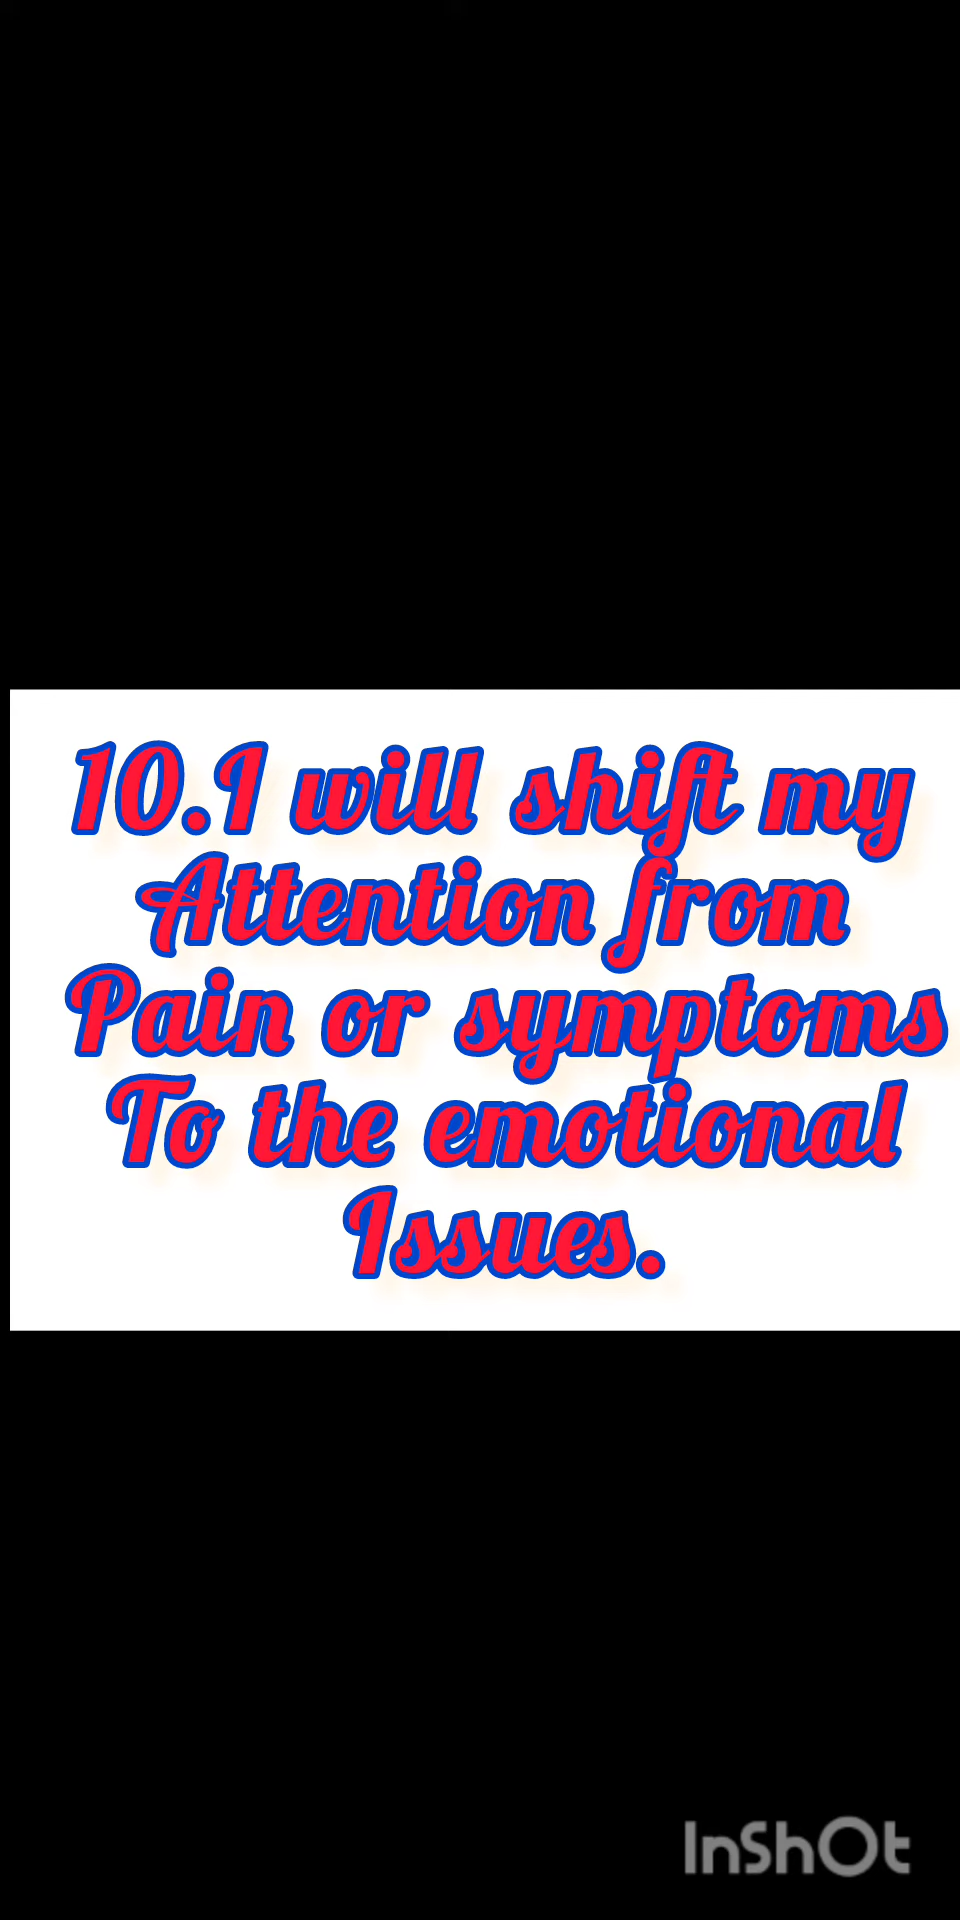 10.I will shift my
Attention from
Pain or symptoms
To the emotional
Issues.
InShOt